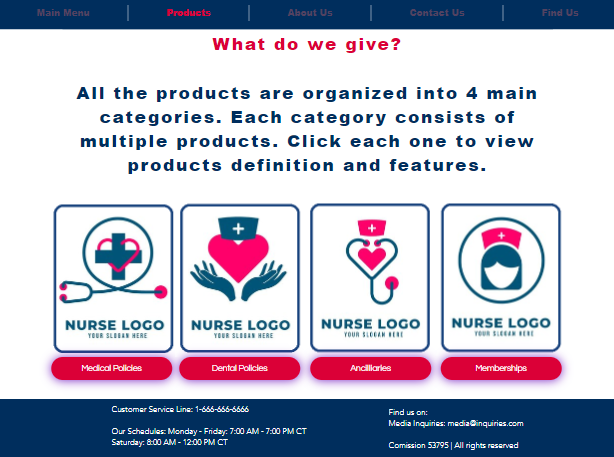 Main Menu
Products
About Us
Contact Us
Find Us
What do we give?
All the products are organized into 4 main
categories. Each category consists of
multiple products. Click each one to view
products definition and features.
NURSE LOGO
YOUR SLOGAN HERE
NURSE LOGO
YOUR SLOGAN HERE
NURSE LOGO
YOUR SLOGAN HERE
NURSE LOGO
YOUR SLOGAN HERE
Medical Policies
Dental Policies
Ancilliaries
Memberships
Customer Service Line: 1-666-666-6666
Our Schedules: Monday - Friday: 7:00 AM - 7:00 PM CT
Saturday: 8:00 AM - 12:00 PM CT
Find us on:
Media Inquiries: media@inquiries.com
Comission 53795 | All rights reserved